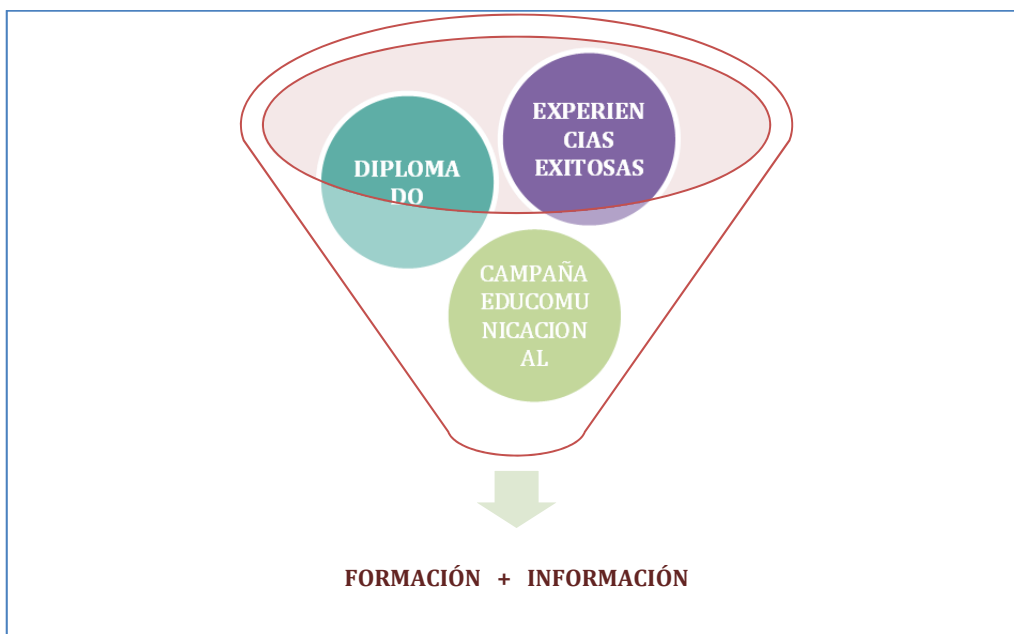 EXPERIEN
CIAS
EXITOSAS
DIPLOMA
DO
CAMPAÑA
EDUCOMU
NICACION
AL
FORMACIÓN + INFORMACIÓN